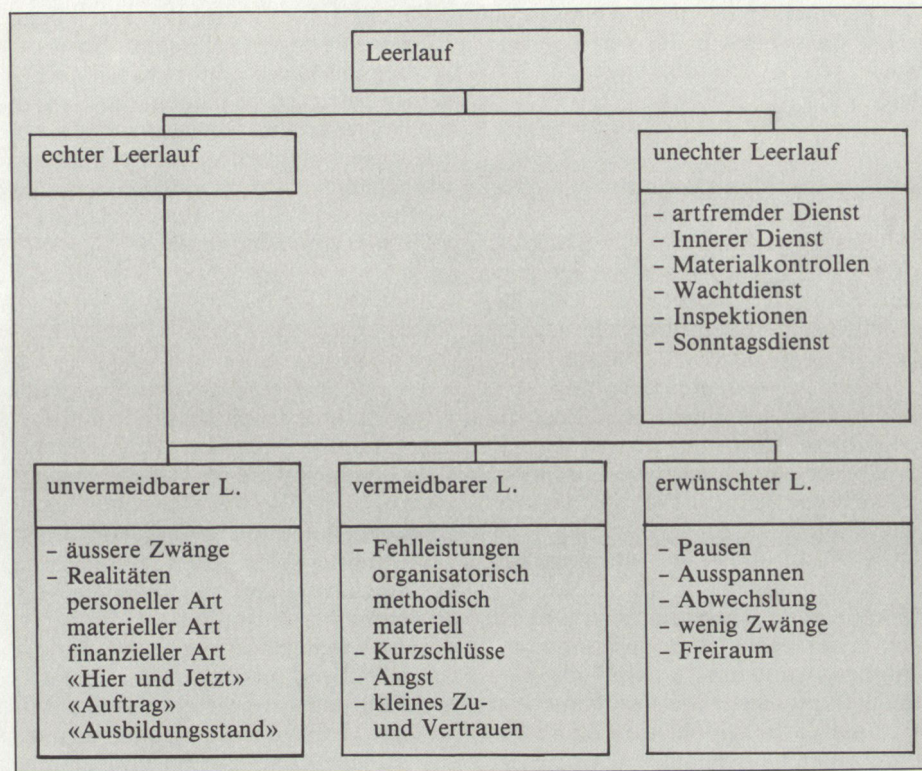 Leerlauf
echter Leerlauf
unechter Leerlauf
– artfremder Dienst
– Innerer Dienst
– Materialkontrollen
– Wachtdienst
– Inspektionen
– Sonntagsdienst
unvermeidbarer L.
– äussere Zwänge
– Realitäten
personeller Art
materieller Art
finanzieller Art
«Hier und Jetzt»
«Auftrag»
«Ausbildungsstand»
vermeidbarer L.
– Fehlleistungen
organisatorisch
methodisch
materiell
– Kurzschlüsse
– Angst
– kleines Zu-
und Vertrauen
erwünschter L.
– Pausen
– Ausspannen
– Abwechslung
– wenig Zwänge
– Freiraum